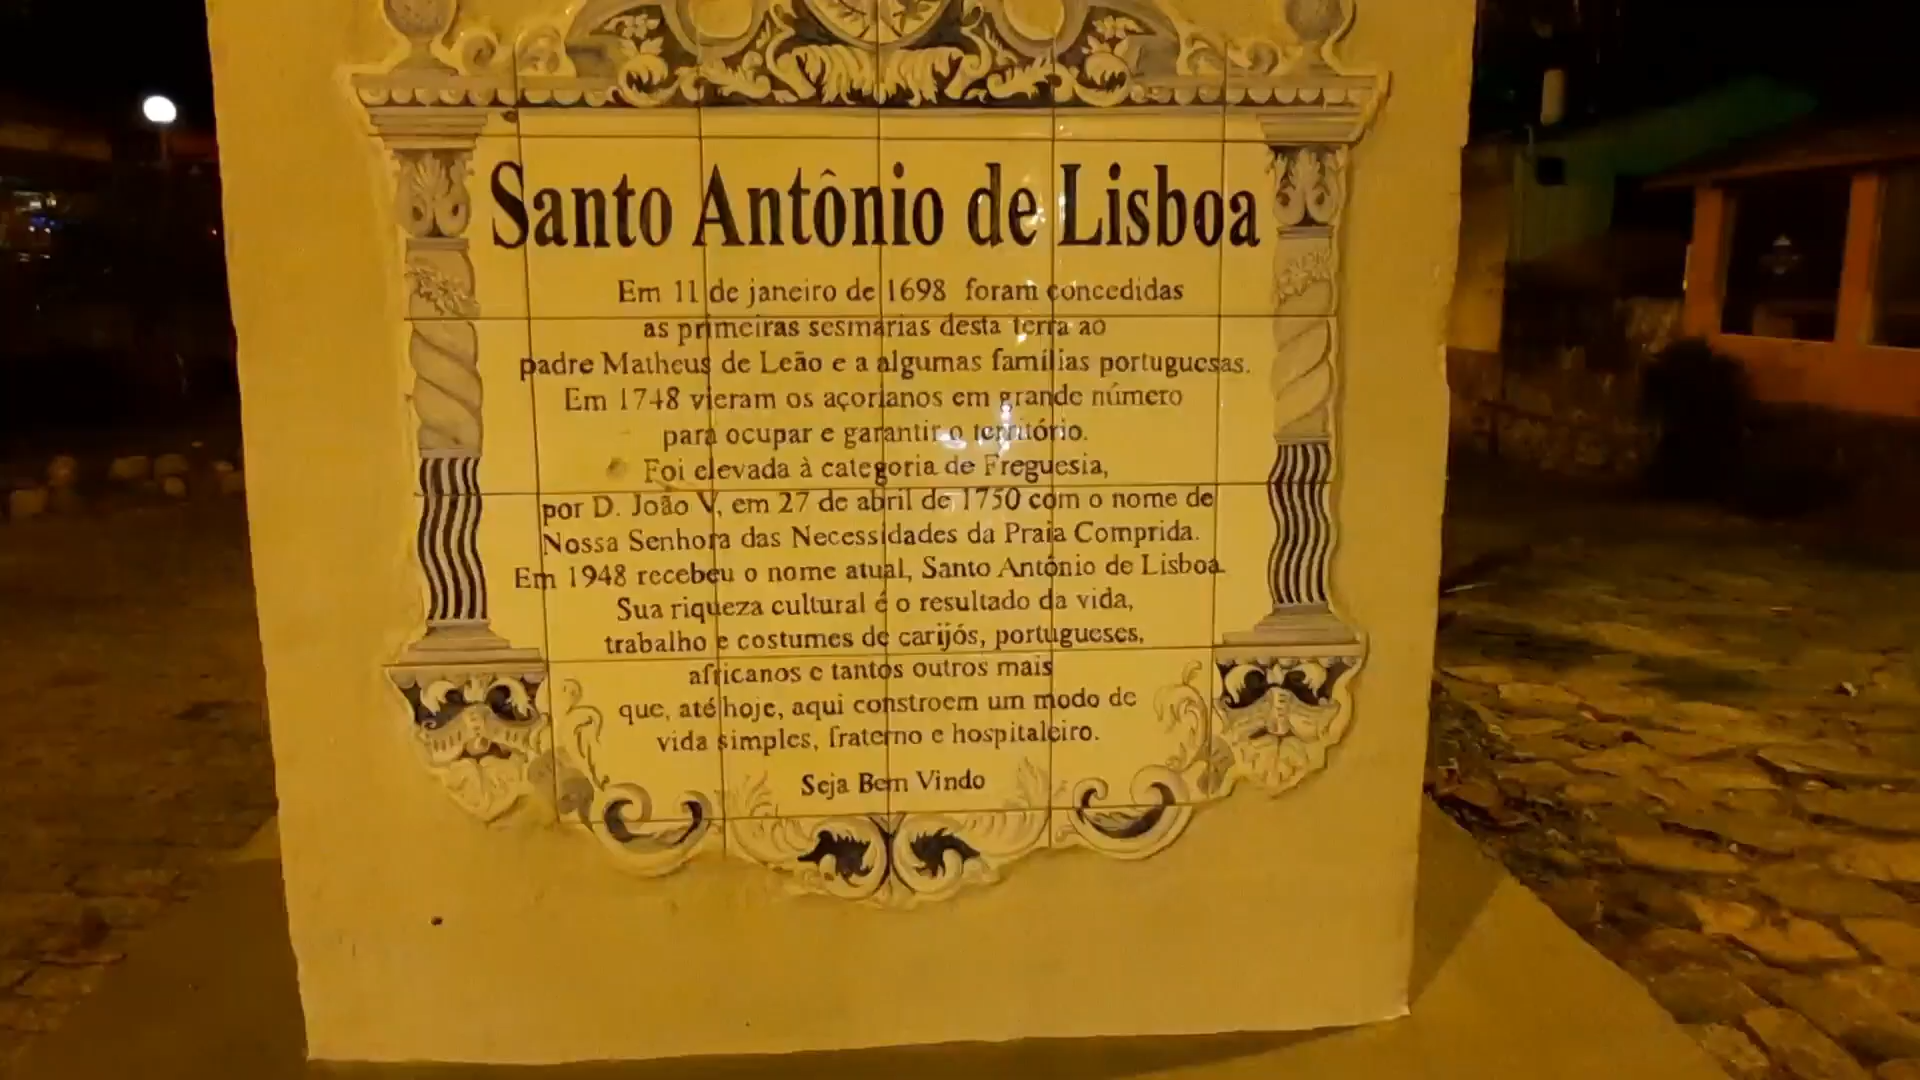 Santo Antônio de Lisboa
Em 11 de janeiro de 1698 foram concedidas
as primeiras sesmarias desta terra ao
padre Matheus de Leão e a algumas famílias portuguesas.
Em 1748 vieram os açorianos em grande número
para ocupar e garantir o território.
Foi elevada à categoria de Freguesia,
por D. João V, em 27 de abril de 1750 com o nome de
Nossa Senhora das Necessidades da Praia Comprida.
Em 1948 recebeu o nome atual, Santo Antônio de Lisboa.
Sua riqueza cultural é o resultado da vida,
trabalho e costumes de carijós, portugueses,
africanos e tantos outros mais
que, até hoje, aqui constroem um modo de
vida simples, fraterno e hospitaleiro.
Seja Bem Vindo